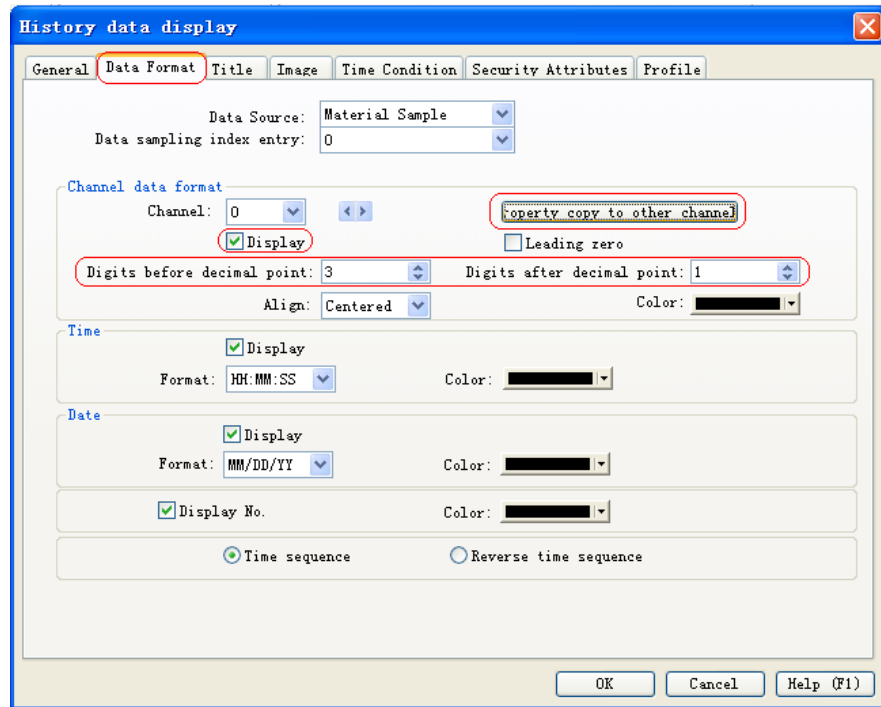 History data display
General Data Format Title Image Time Condition Security Attributes Profile
Data Source: Material Sample
Data sampling index entry: 0
Channel data format
Channel: 0 roperty copy to other channel
Display Leading zero
Digits before decimal point: 3 Digits after decimal point: 1
Align: Centered Color:
Time
Display
Format: HH:MM:SS Color:
Date
Display
Format: MM/DD/YY Color:
Display No. Color:
Time sequence Reverse time sequence
OK Cancel Help (F1)